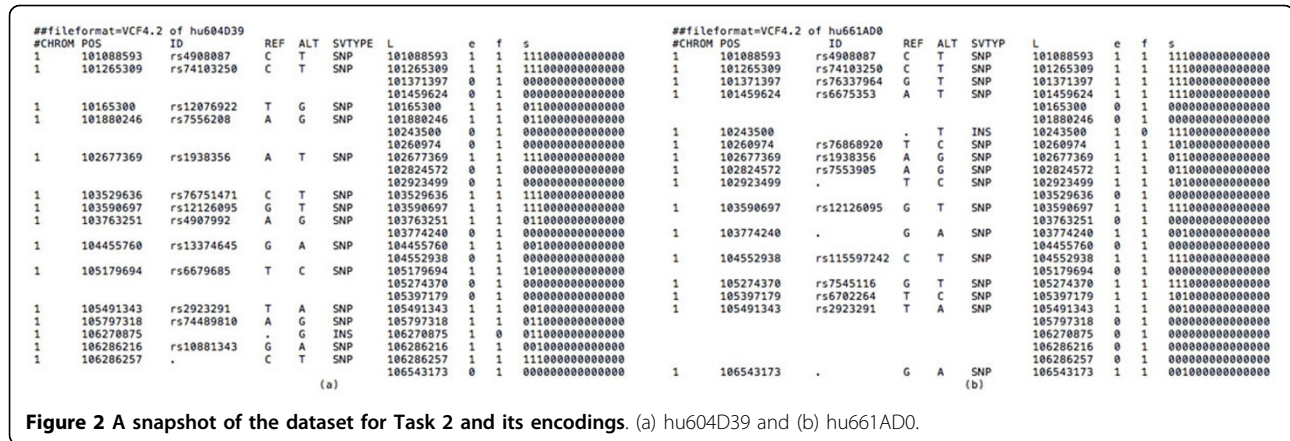 ##fileformat=VCF4.2 of hu604D39
#CHROM POS ID REF ALT SVTYPE L e f s
1 101088593 rs4908087 C T SNP 101088593 1 1 111000000000000
1 101265309 rs74103250 C T SNP 101265309 1 1 111000000000000
101371397 0 1 000000000000000
101459624 0 1 000000000000000
1 10165300 rs12076922 T G SNP 10165300 1 1 011000000000000
1 101880246 rs7556208 A G SNP 101880246 1 1 011000000000000
10243500 0 1 000000000000000
10260974 0 1 000000000000000
1 102677369 rs1938356 A T SNP 102677369 1 1 111000000000000
102824572 0 1 000000000000000
102923499 0 1 000000000000000
1 103529636 rs76751471 C T SNP 103529636 1 1 111000000000000
1 103590697 rs12126095 G T SNP 103590697 1 1 111000000000000
1 103763251 rs4907992 A G SNP 103763251 1 1 011000000000000
103774240 0 1 000000000000000
1 104455760 rs13374645 G A SNP 104455760 1 1 001000000000000
104552938 0 1 000000000000000
1 105179694 rs6679685 T C SNP 105179694 1 1 101000000000000
105274370 0 1 000000000000000
105397179 0 1 000000000000000
1 105491343 rs2923291 T A SNP 105491343 1 1 001000000000000
1 105797318 rs74489810 A G SNP 105797318 1 1 011000000000000
1 106270875 . G INS 106270875 1 0 011000000000000
1 106286216 rs10881343 G A SNP 106286216 1 1 001000000000000
1 106286257 . C T SNP 106286257 1 1 111000000000000
106543173 0 1 000000000000000
(a)
##fileformat=VCF4.2 of hu661AD0
#CHROM POS ID REF ALT SVTYP L e f s
1 101088593 rs4908087 C T SNP 101088593 1 1 111000000000000
1 101265309 rs74103250 C T SNP 101265309 1 1 111000000000000
1 101371397 rs76337964 G T SNP 101371397 1 1 111000000000000
1 101459624 rs6675353 A T SNP 101459624 1 1 111000000000000
10165300 0 1 000000000000000
101880246 0 1 000000000000000
1 10243500 . T INS 10243500 1 0 111000000000000
1 10260974 rs76868920 T C SNP 10260974 1 1 101000000000000
1 102677369 rs1938356 A G SNP 102677369 1 1 011000000000000
1 102824572 rs7553905 A G SNP 102824572 1 1 011000000000000
1 102923499 . T C SNP 102923499 1 1 101000000000000
103529636 0 1 000000000000000
1 103590697 rs12126095 G T SNP 103590697 1 1 111000000000000
103763251 0 1 000000000000000
1 103774240 . G A SNP 103774240 1 1 001000000000000
104455760 0 1 000000000000000
1 104552938 rs115597242 C T SNP 104552938 1 1 111000000000000
105179694 0 1 000000000000000
1 105274370 rs7545116 G T SNP 105274370 1 1 111000000000000
1 105397179 rs6702264 T C SNP 105397179 1 1 101000000000000
1 105491343 rs2923291 T A SNP 105491343 1 1 001000000000000
105797318 0 1 000000000000000
106270875 0 1 000000000000000
106286216 0 1 000000000000000
106286257 0 1 000000000000000
1 106543173 . G A SNP 106543173 1 1 001000000000000
(b)
Figure 2 A snapshot of the dataset for Task 2 and its encodings. (a) hu604D39 and (b) hu661AD0.